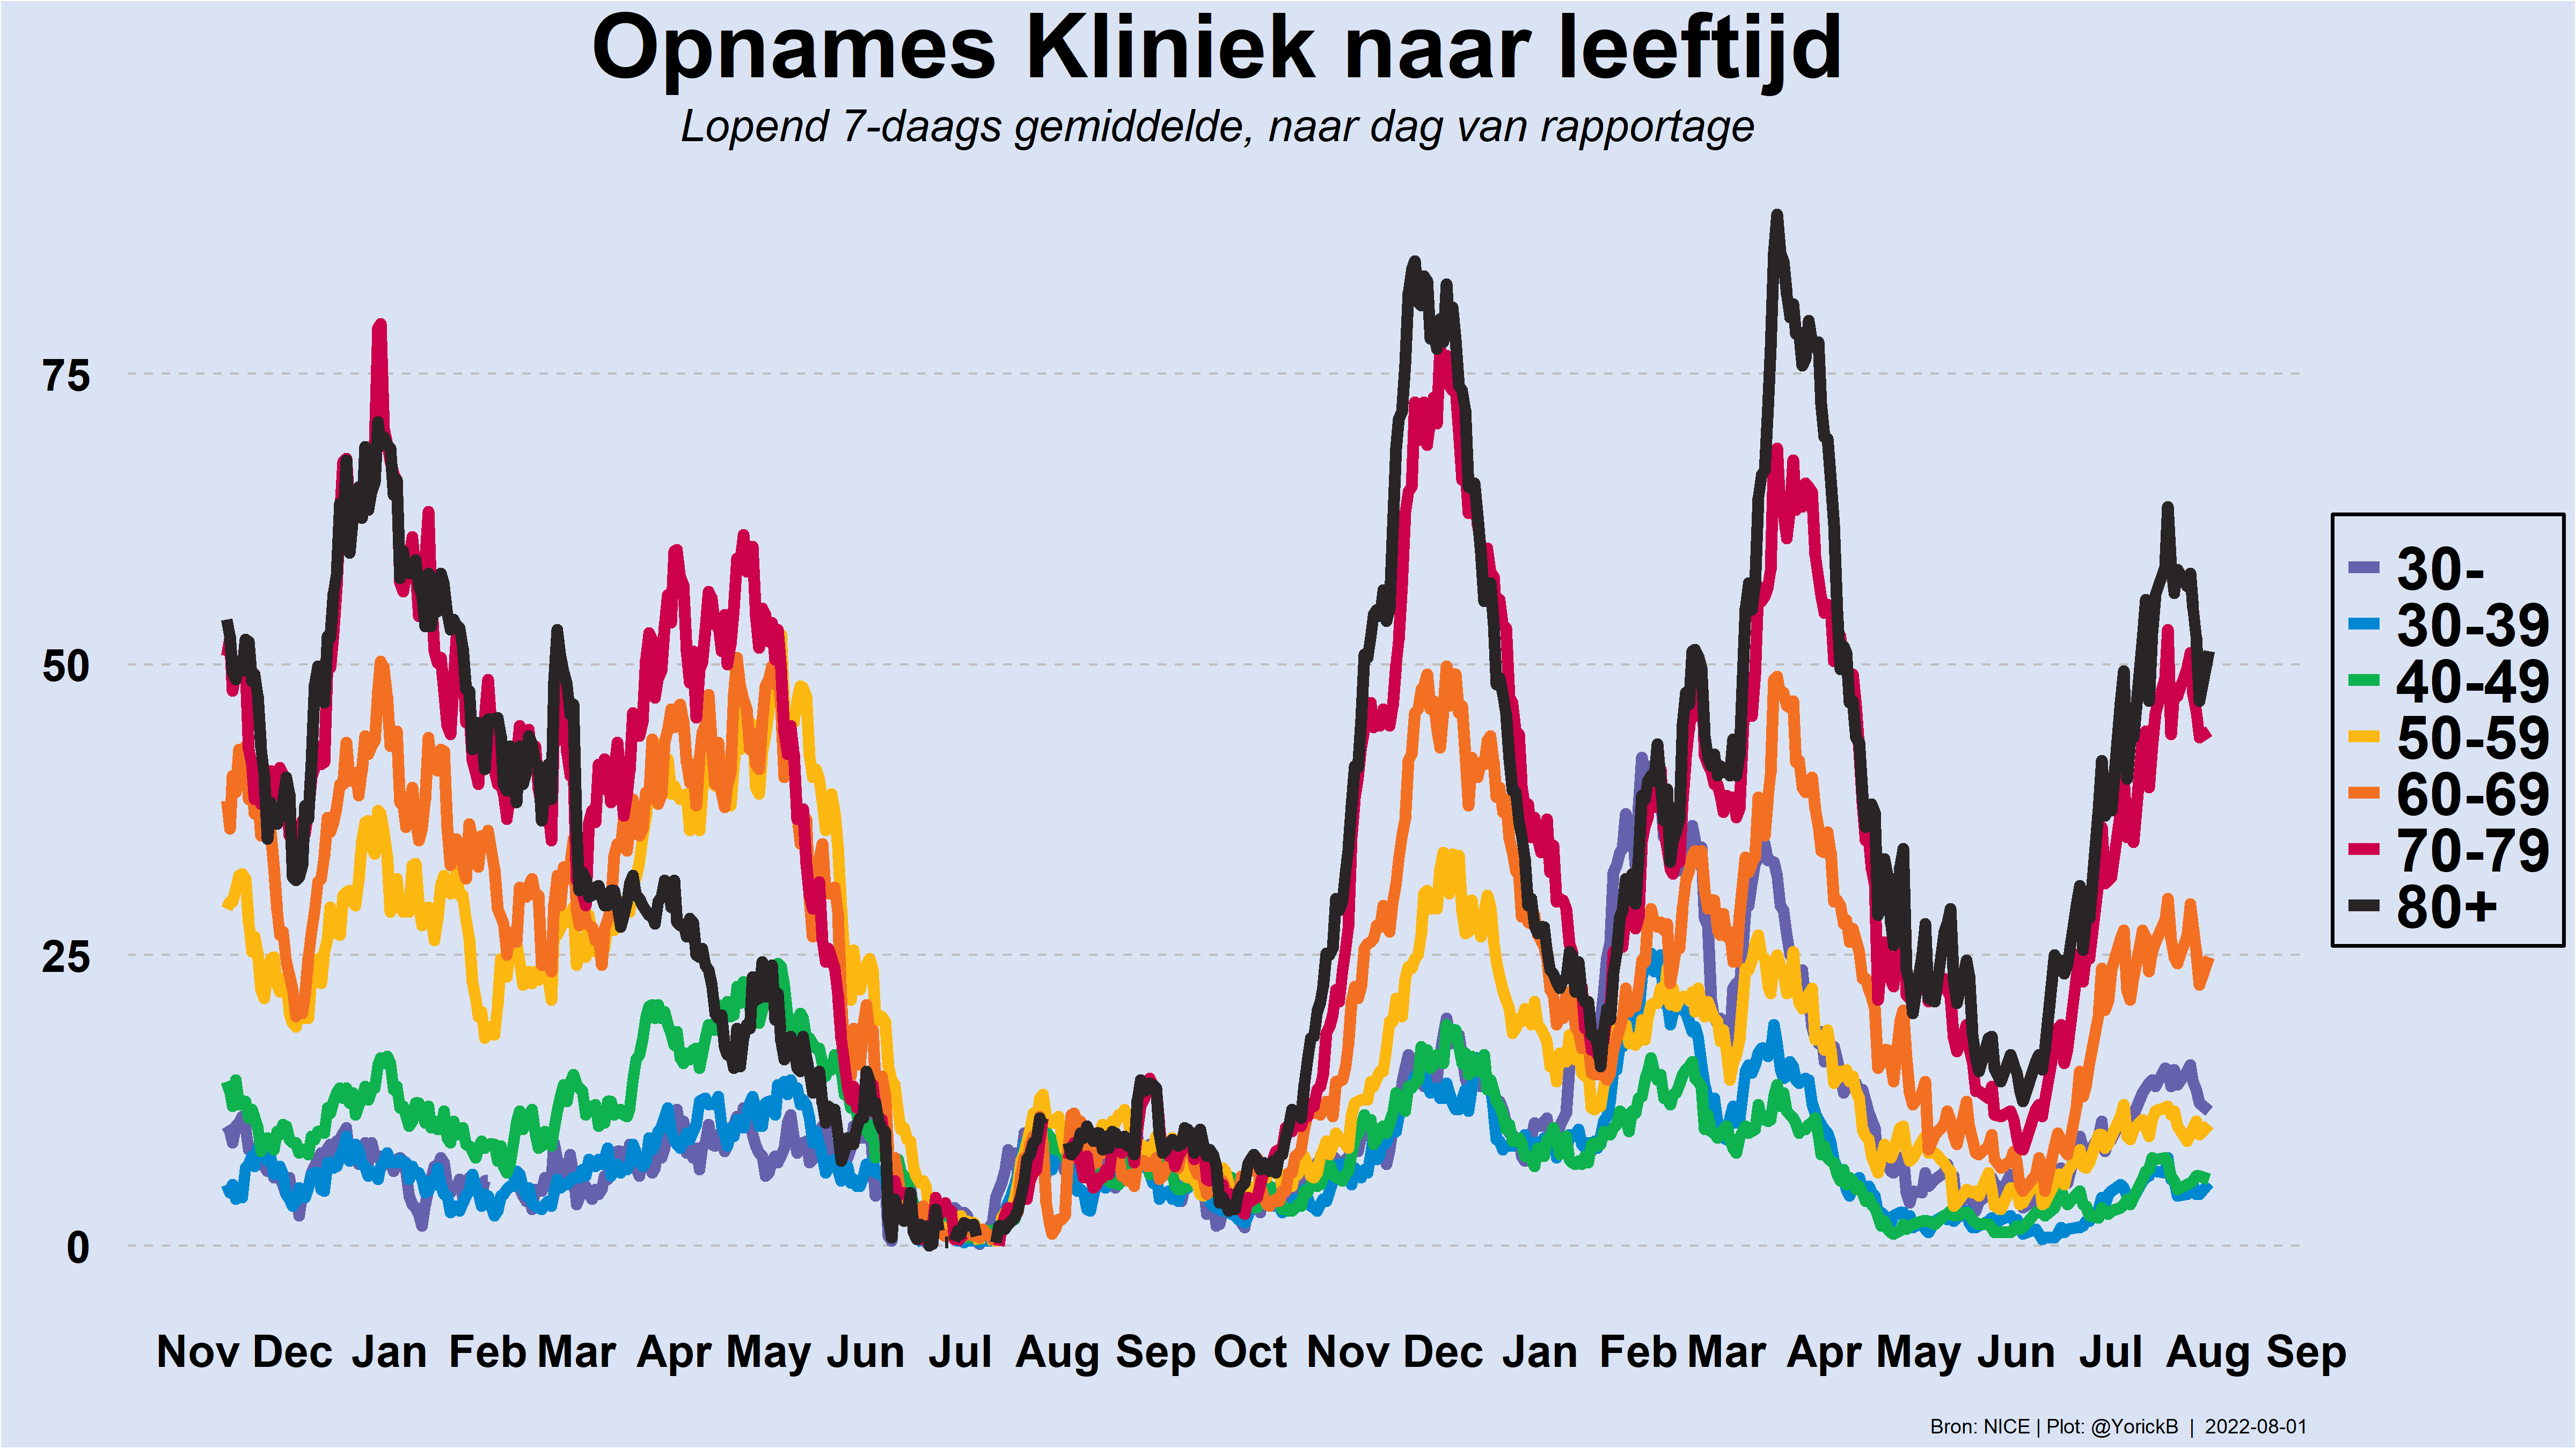 Opnames Kliniek naar leeftijd
Lopend 7-daags gemiddelde, naar dag van rapportage
75
50
25
0
30-
30-39
40-49
50-59
60-69
70-79
80+
Nov Dec Jan Feb Mar Apr May Jun Jul Aug Sep Oct Nov Dec Jan Feb Mar Apr May Jun Jul Aug Sep
Bron: NICE | Plot: @YorickB | 2022-08-01